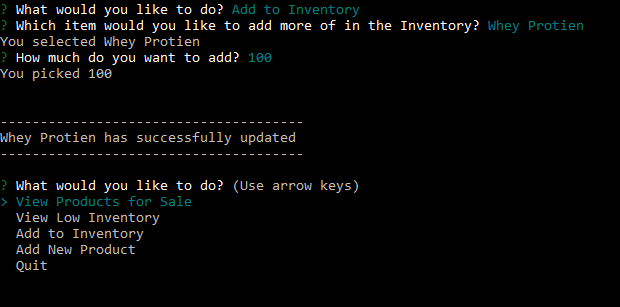 ? What would you like to do? Add to Inventory
? Which item would you like to add more of in the Inventory? Whey Protien
You selected Whey Protien
? How much do you want to add? 100
You picked 100
--------------------------------------
Whey Protien has successfully updated
--------------------------------------
? What would you like to do? (Use arrow keys)
> View Products for Sale
View Low Inventory
Add to Inventory
Add New Product
Quit